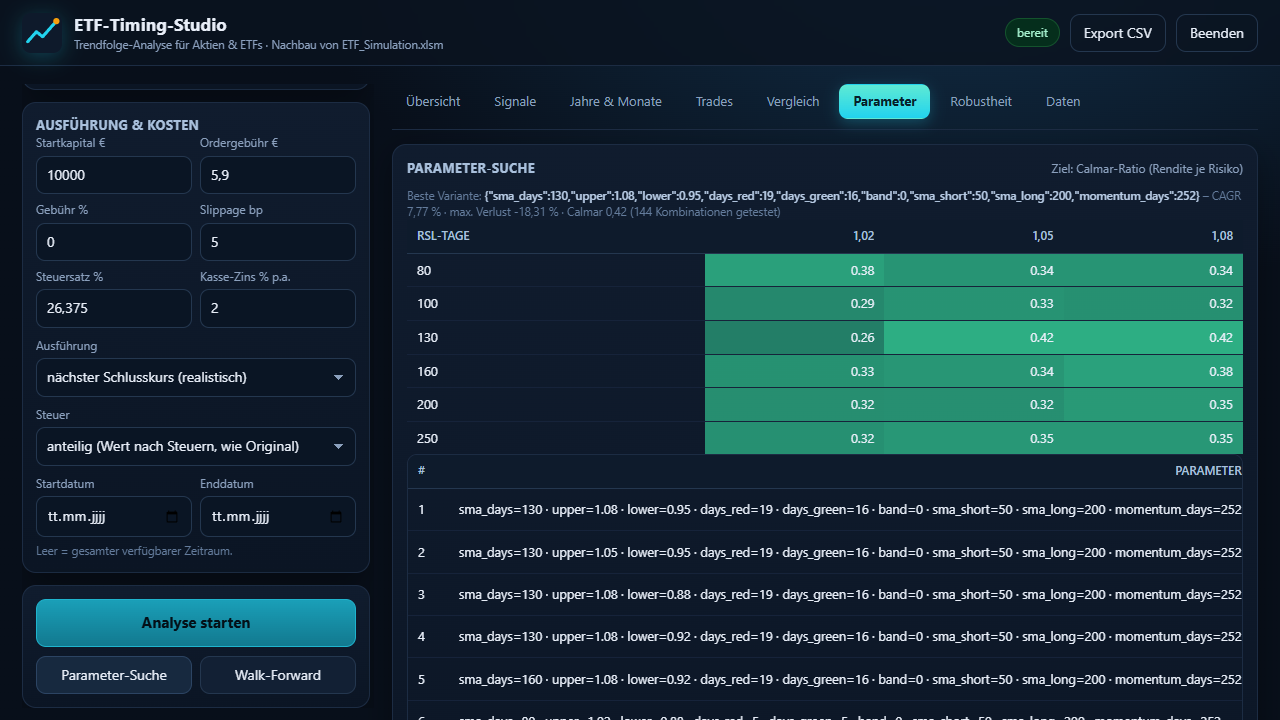 ETF-Timing-Studio
Trendfolge-Analyse für Aktien & ETFs · Nachbau von ETF_Simulation.xlsm
bereit
Export CSV
Beenden
AUSFÜHRUNG & KOSTEN
Startkapital € Ordergebühr €
10000 5,9
Gebühr % Slippage bp
0 5
Steuersatz % Kasse-Zins % p.a.
26,375 2
Ausführung
nächster Schlusskurs (realistisch)
Steuer
anteilig (Wert nach Steuern, wie Original)
Startdatum Enddatum
tt.mm.jjjj tt.mm.jjjj
Leer = gesamter verfügbarer Zeitraum.
Analyse starten
Parameter-Suche Walk-Forward
Übersicht Signale Jahre & Monate Trades Vergleich Parameter Robustheit Daten
PARAMETER-SUCHE Ziel: Calmar-Ratio (Rendite je Risiko)
Beste Variante: {"sma_days":130,"upper":1.08,"lower":0.95,"days_red":19,"days_green":16,"band":0,"sma_short":50,"sma_long":200,"momentum_days":252} – CAGR
7,77 % · max. Verlust -18,31 % · Calmar 0,42 (144 Kombinationen getestet)
RSL-TAGE 1,02 1,05 1,08
80 0.38 0.34 0.34
100 0.29 0.33 0.32
130 0.26 0.42 0.42
160 0.33 0.34 0.38
200 0.32 0.32 0.35
250 0.32 0.35 0.35
# PARAMETER
1 sma_days=130 · upper=1.08 · lower=0.95 · days_red=19 · days_green=16 · band=0 · sma_short=50 · sma_long=200 · momentum_days=252
2 sma_days=130 · upper=1.05 · lower=0.95 · days_red=19 · days_green=16 · band=0 · sma_short=50 · sma_long=200 · momentum_days=252
3 sma_days=130 · upper=1.08 · lower=0.88 · days_red=19 · days_green=16 · band=0 · sma_short=50 · sma_long=200 · momentum_days=252
4 sma_days=130 · upper=1.08 · lower=0.92 · days_red=19 · days_green=16 · band=0 · sma_short=50 · sma_long=200 · momentum_days=252
5 sma_days=160 · upper=1.08 · lower=0.92 · days_red=19 · days_green=16 · band=0 · sma_short=50 · sma_long=200 · momentum_days=252